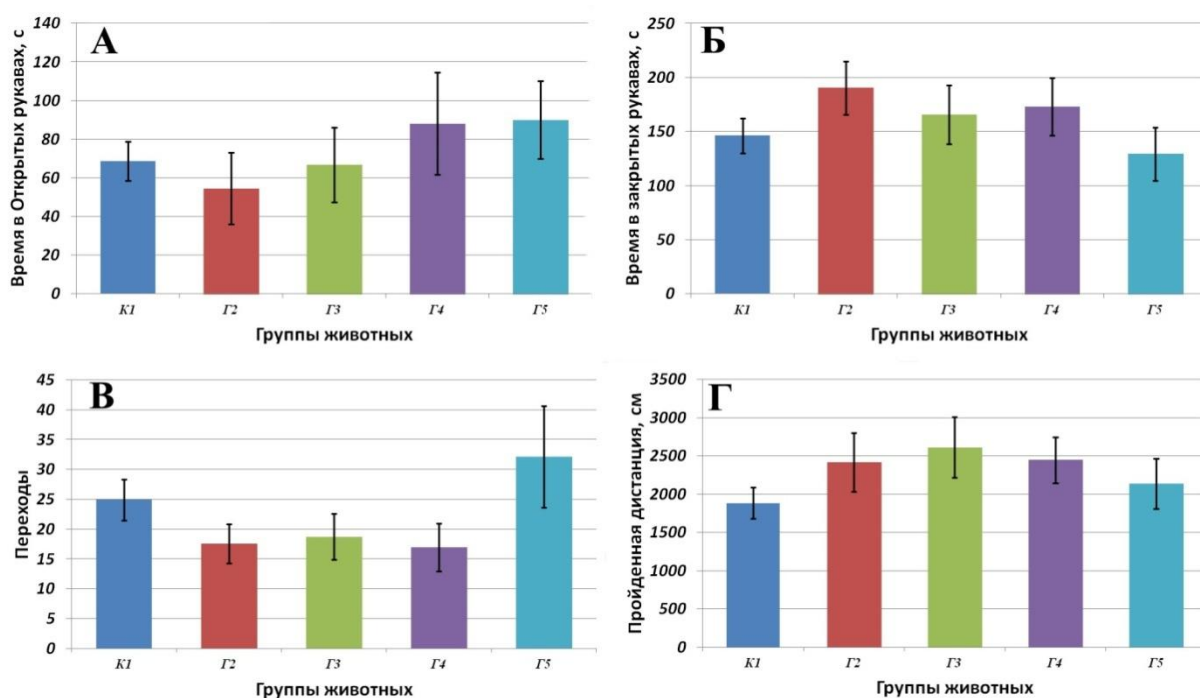 А
Время в Открытых рукавах, с
140
120
100
80
60
40
20
0
К1 Г2 Г3 Г4 Г5
Группы животных
Б
Время в закрытых рукавах, с
250
200
150
100
50
0
К1 Г2 Г3 Г4 Г5
Группы животных
В
Переходы
45
40
35
30
25
20
15
10
5
0
К1 Г2 Г3 Г4 Г5
Группы животных
Г
Пройденная дистанция, см
3500
3000
2500
2000
1500
1000
500
0
К1 Г2 Г3 Г4 Г5
Группы животных